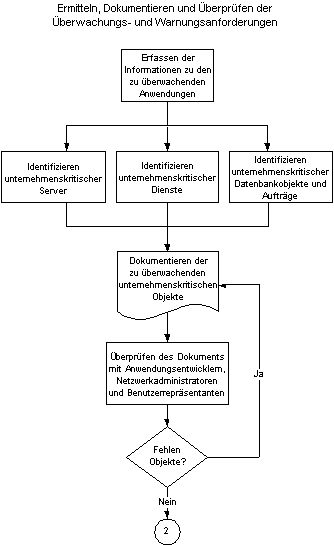 Ermitteln, Dokumentieren und Überprüfen der
Überwachungs- und Warnungsanforderungen
Erfassen der
Informationen zu den
zu überwachenden
Anwendungen
Identifizieren
unternehmenskritischer
Server
Identifizieren
unternehmenskritischer
Dienste
Identifizieren
unternehmenskritischer
Datenbankobjekte und
Aufträge
Dokumentieren der
zu überwachenden
unternehmenskritischen
Objekte
Überprüfen des Dokuments
mit Anwendungsentwicklern,
Netzwerkadministratoren
und Benutzerrepräsentanten
Ja
Fehlen
Objekte?
Nein
2